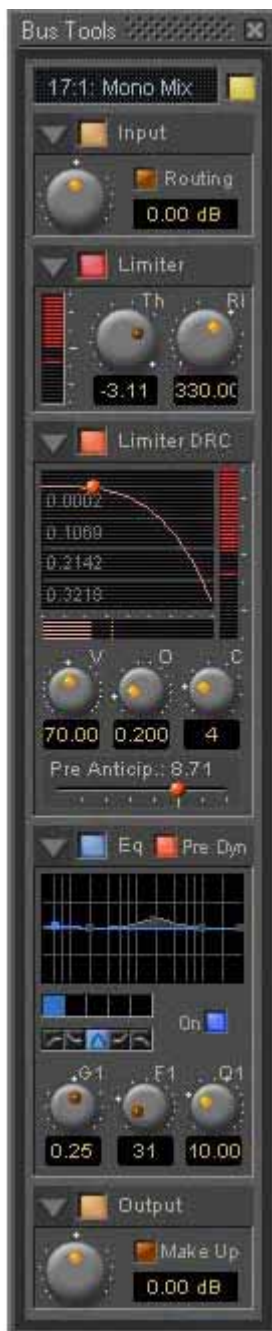 Bus Tools
17:1: Mono Mix
Input
Routing
0.00 dB
Limiter
Th Rl
-3.11 330.00
Limiter DRC
0.0002
0.1069
0.2142
0.3218
V O C
70.00 0.200 4
Pre Anticip.: 8.71
Eq Pre Dyn
On
G1 F1 Q1
0.25 31 10.00
Output
Make Up
0.00 dB